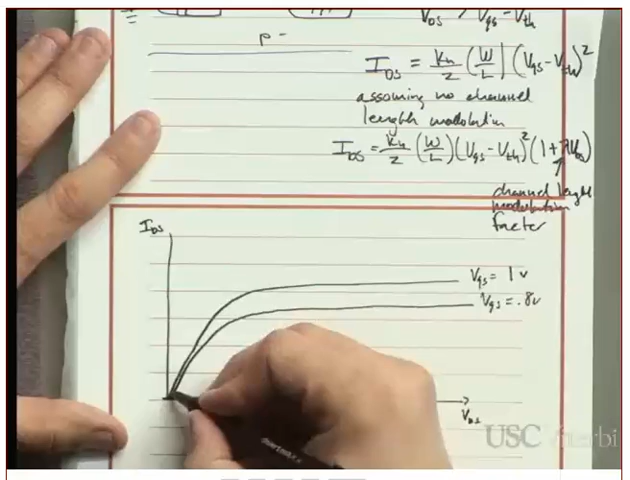 V_DS > V_gs - V_th
p -
I_DS = K_n/2 (W/L) (V_gs - V_th)^2
assuming no channel
length modulation
I_DS = K_n/2 (W/L) (V_gs - V_th)^2 (1 + λV_DS)
channel length
modulation
factor
I_DS
V_gs = 1v
V_gs = .8v
V_DS
USC Viterbi